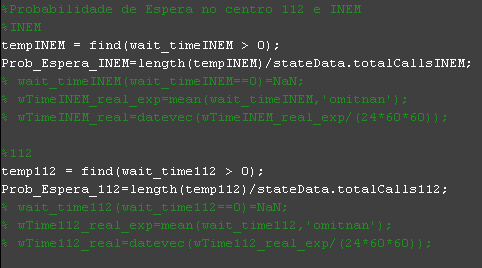 %Probabilidade de Espera no centro 112 e INEM
%INEM
tempINEM = find(wait_timeINEM > 0);
Prob_Espera_INEM=length(tempINEM)/stateData.totalCallsINEM;
% wait_timeINEM(wait_timeINEM==0)=NaN;
% wTimeINEM_real_exp=mean(wait_timeINEM,'omitnan');
% wTimeINEM_real=datevec(wTimeINEM_real_exp/(24*60*60));
%112
temp112 = find(wait_time112 > 0);
Prob_Espera_112=length(temp112)/stateData.totalCalls112;
% wait_time112(wait_time112==0)=NaN;
% wTime112_real_exp=mean(wait_time112,'omitnan');
% wTime112_real=datevec(wTime112_real_exp/(24*60*60));